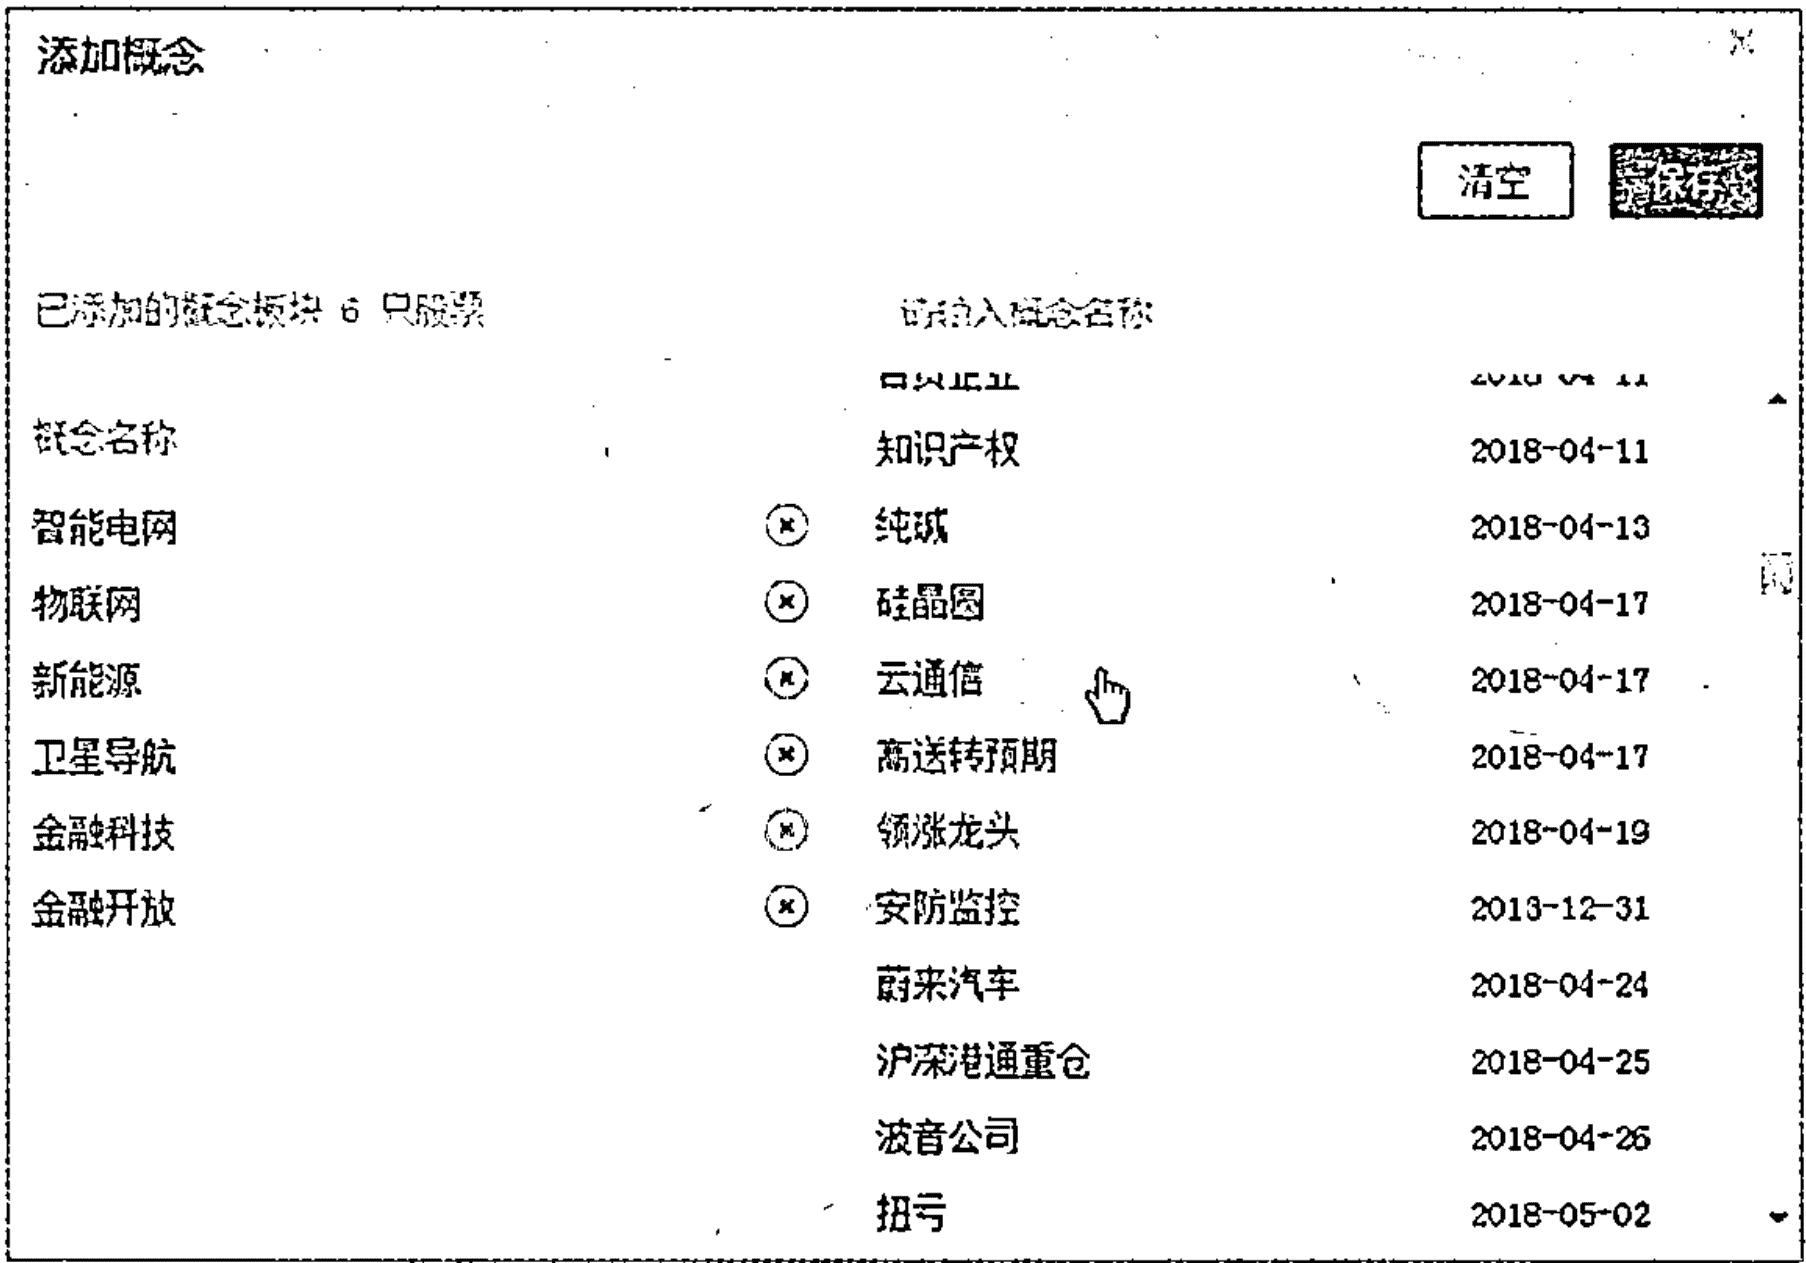 添加概念
清空 保存
已添加的概念板块 6 只股票
请输入概念名称
概念名称
智能电网
物联网
新能源
卫星导航
金融科技
金融开放
2018-04-11
知识产权 2018-04-11
纯碱 2018-04-13
硅晶圆 2018-04-17
云通信 2018-04-17
高送转预期 2018-04-17
领涨龙头 2018-04-19
安防监控 2013-12-31
蔚来汽车 2018-04-24
沪深港通重仓 2018-04-25
波音公司 2018-04-26
扭亏 2018-05-02